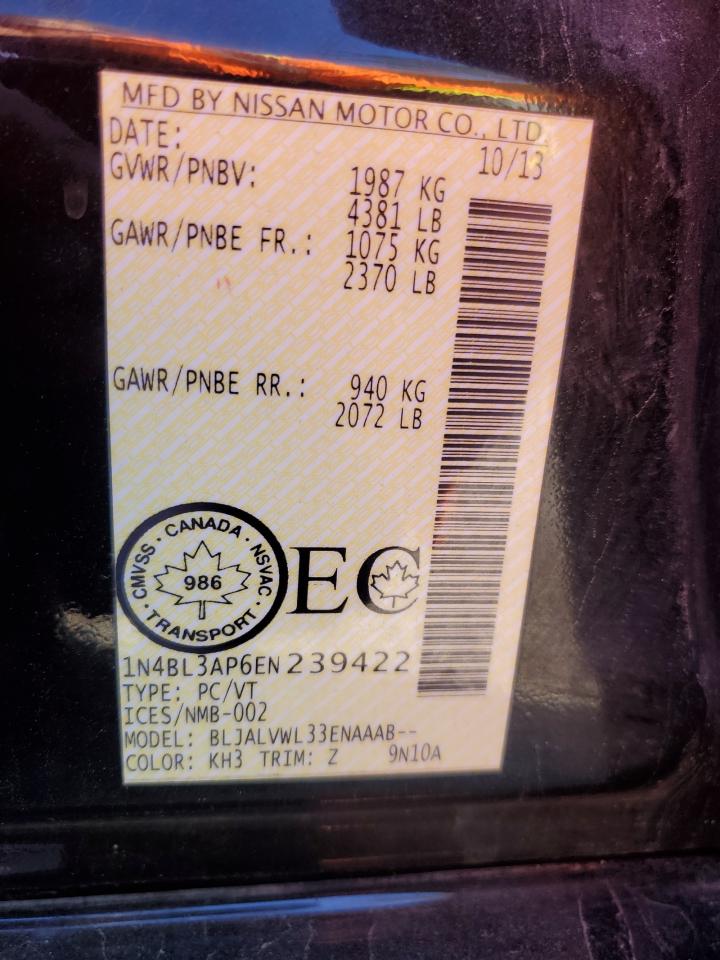 MFD BY NISSAN MOTOR CO., LTD.
DATE: 10/13
GVWR/PNBV: 1987 KG
4381 LB
GAWR/PNBE FR.: 1075 KG
2370 LB
GAWR/PNBE RR.: 940 KG
2072 LB
CMVSS · CANADA · NSVAC · TRANSPORT ·
986
EC
1N4BL3AP6EN239422
TYPE: PC/VT
ICES/NMB-002
MODEL: BLJALVWL33ENAAAB--
COLOR: KH3 TRIM: Z 9N10A